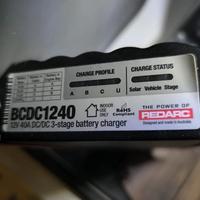 CHARGE PROFILE
A B C U
CHARGE STATUS
Solar Vehicle Stage
BCDC1240
12V 40A DC/DC 3-stage battery charger
INDOOR
USE
ONLY
RoHS
Compliant
THE POWER OF
REDARC
Designed and made in Australia